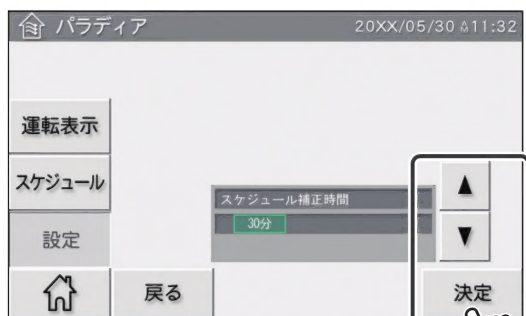 パラディア
20XX/05/30 11:32
運転表示
スケジュール
スケジュール補正時間
▲
30分
▼
設定
戻る
決定